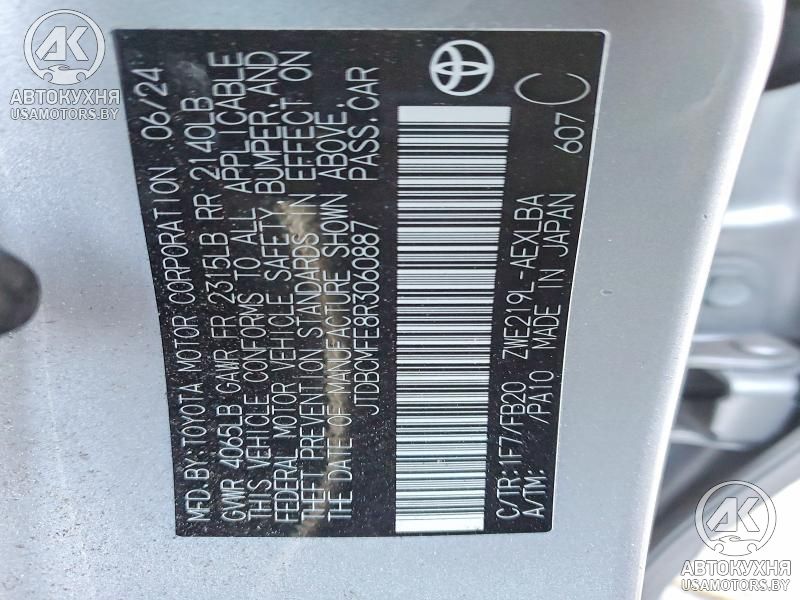 MFD.BY: TOYOTA MOTOR CORPORATION 06/24
GVWR 4065LB GAWR FR 2315LB RR 2140LB
THIS VEHICLE CONFORMS TO ALL APPLICABLE
FEDERAL MOTOR VEHICLE SAFETY, BUMPER, AND
THEFT PREVENTION STANDARDS IN EFFECT ON
THE DATE OF MANUFACTURE SHOWN ABOVE.
JTDBCMFE8R3060887 PASS. CAR
C/TR: 1F7/FB20 ZWE219L-AEXLBA
A/TM: /PA10 MADE IN JAPAN 607 C
АК
АВТОКУХНЯ
USAMOTORS.BY
АК
АВТОКУХНЯ
USAMOTORS.BY